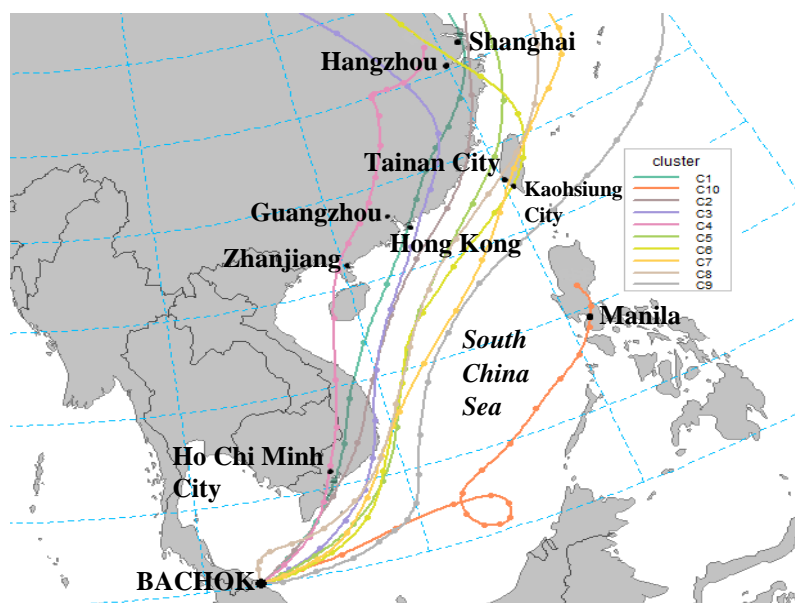 Shanghai
Hangzhou
Tainan City
Kaohsiung
City
Guangzhou
Hong Kong
Zhanjiang
Manila
South
China
Sea
Ho Chi Minh
City
BACHOK
cluster
C1
C10
C2
C3
C4
C5
C6
C7
C8
C9